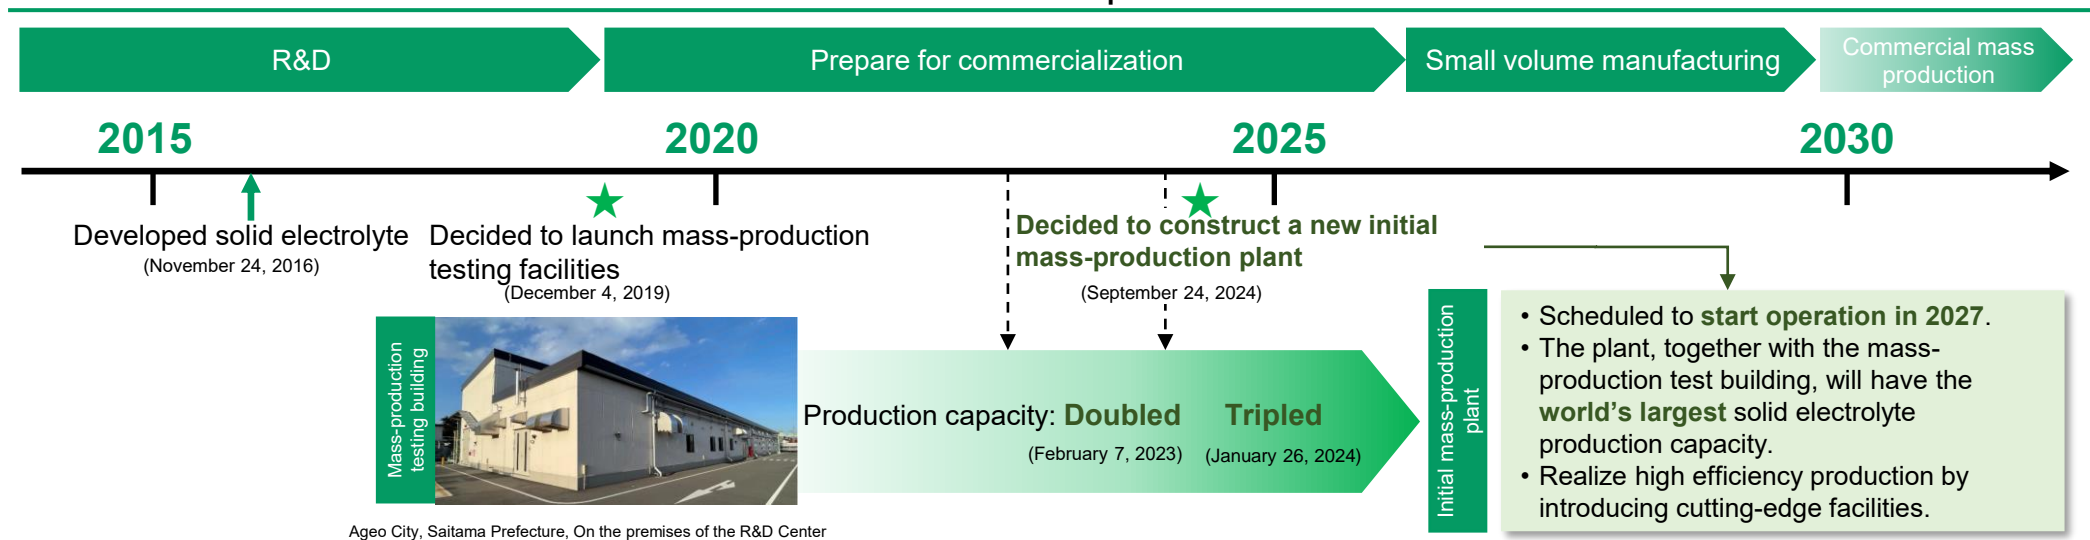 R&D
Prepare for commercialization
Small volume manufacturing
Commercial mass
production
2015
2020
2025
2030
Developed solid electrolyte
(November 24, 2016)
Decided to launch mass-production
testing facilities
(December 4, 2019)
Decided to construct a new initial
mass-production plant
(September 24, 2024)
Mass-production
testing building
Production capacity: Doubled Tripled
(February 7, 2023) (January 26, 2024)
Initial mass-production
plant
• Scheduled to start operation in 2027.
• The plant, together with the mass-
production test building, will have the
world's largest solid electrolyte
production capacity.
• Realize high efficiency production by
introducing cutting-edge facilities.
Ageo City, Saitama Prefecture, On the premises of the R&D Center